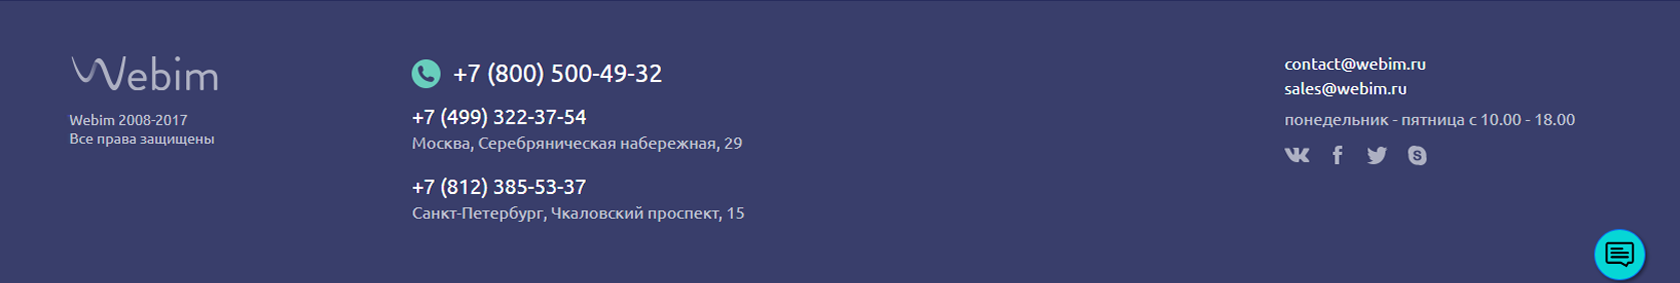 Webim
Webim 2008-2017
Все права защищены
+7 (800) 500-49-32
+7 (499) 322-37-54
Москва, Серебряническая набережная, 29
+7 (812) 385-53-37
Санкт-Петербург, Чкаловский проспект, 15
contact@webim.ru
sales@webim.ru
понедельник - пятница с 10.00 - 18.00